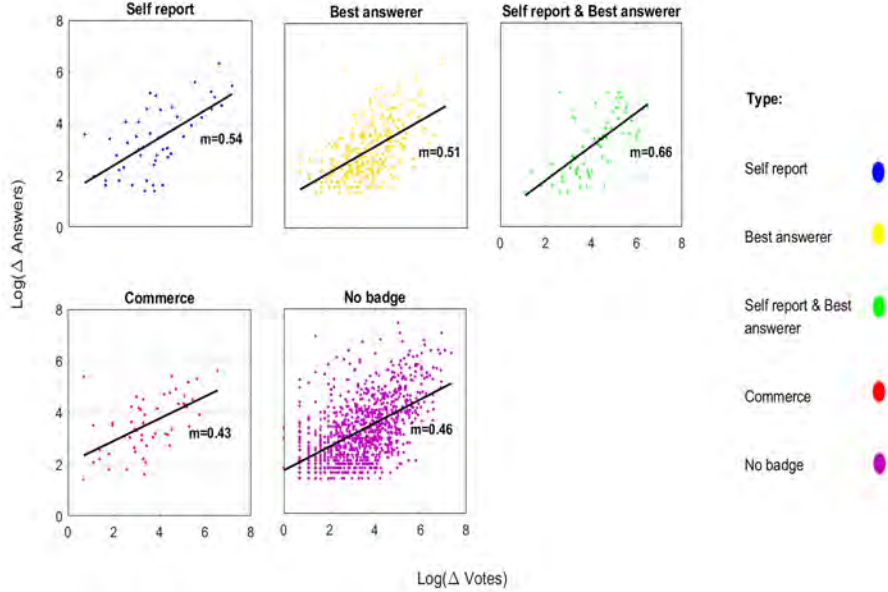 Self report
Best answerer
Self report & Best answerer
8
6
4
2
0
m=0.54
m=0.51
m=0.66
0 2 4 6 8
Log(Δ Answers)
Commerce
No badge
8
6
4
2
0
m=0.43
m=0.46
0 2 4 6 8
0 2 4 6 8
Log(Δ Votes)
Type:
Self report
Best answerer
Self report & Best
answerer
Commerce
No badge